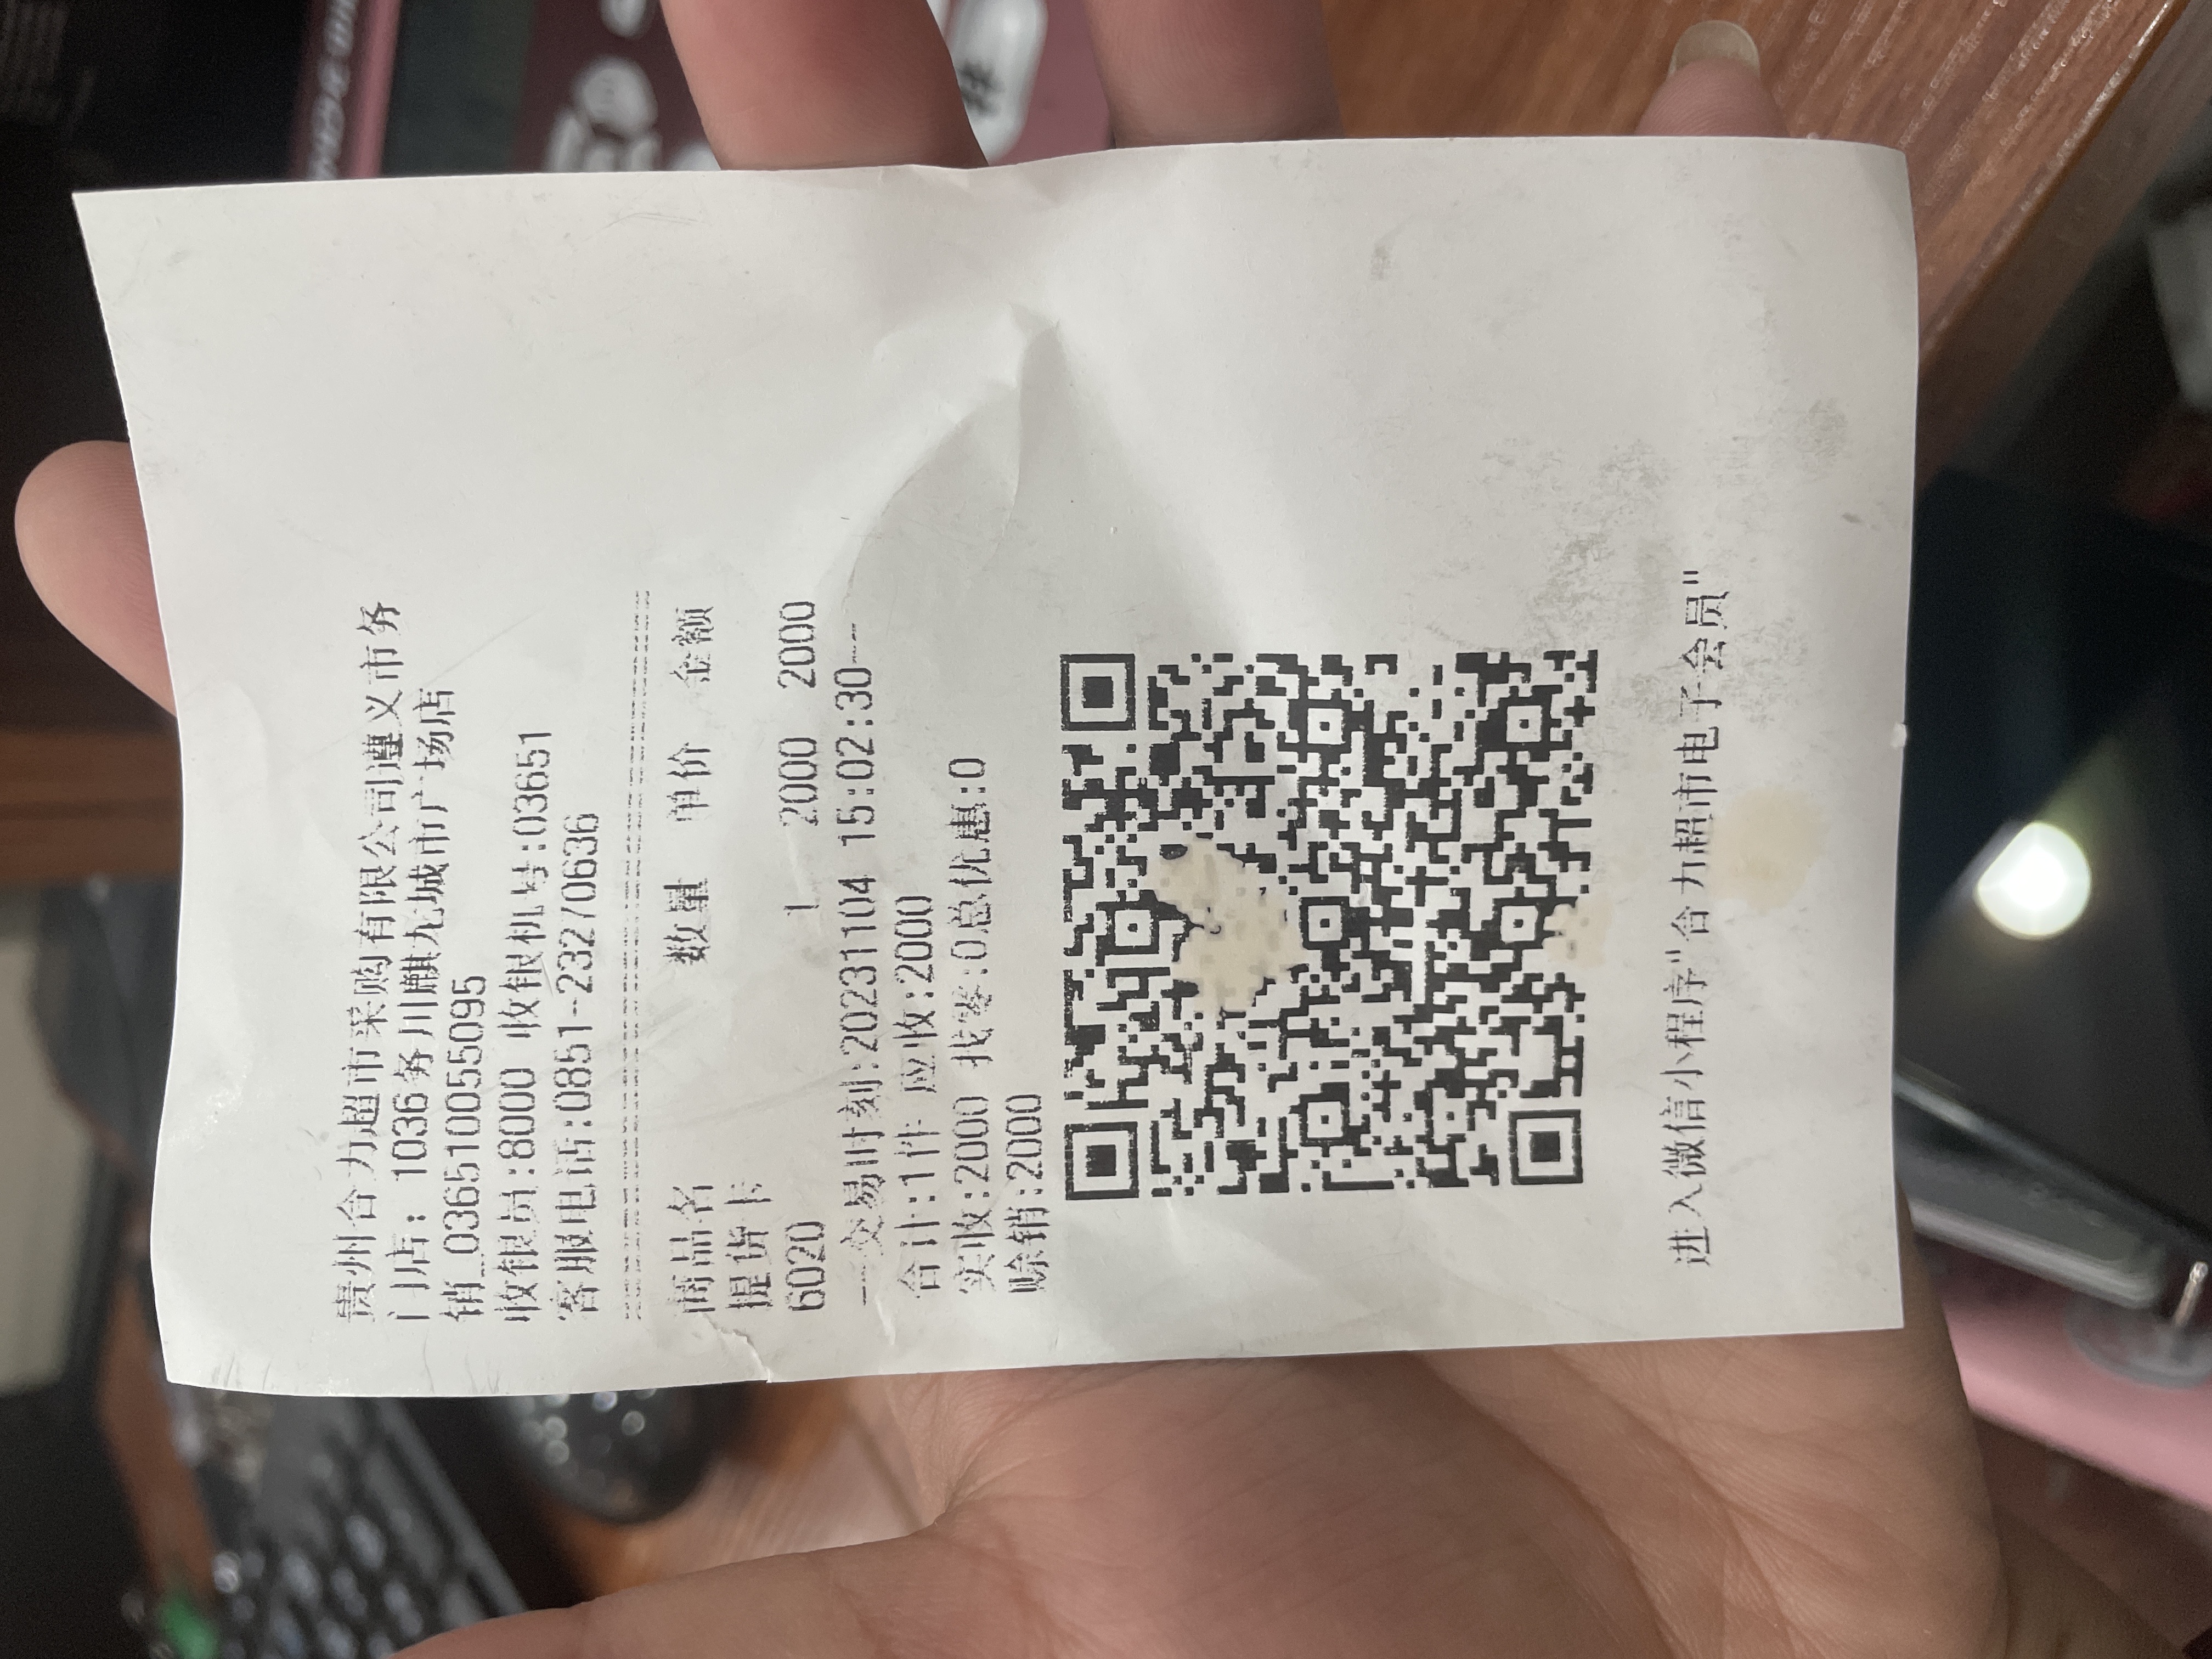 贵州合力超市采购有限公司遵义市务
门店: 1036务川麒龙城市广场店
销_036510055095
收银员:8000 收银机号:03651
客服电话:0851-23270636
商品名 数量 单价 金额
提货卡
6020 1 2000 2000
--交易时刻:20231104 15:02:30--
合计:1件 应收:2000
实收:2000 找零:0总优惠:0
赊销:2000
进入微信小程序"合力超市电子会员"
#